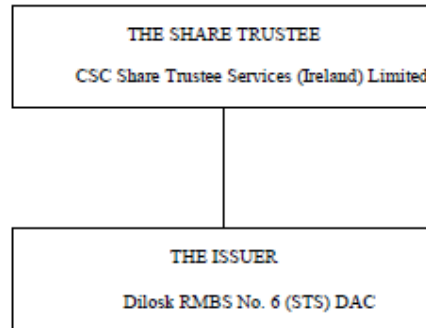 THE SHARE TRUSTEE
CSC Share Trustee Services (Ireland) Limited
THE ISSUER
Dilosk RMBS No. 6 (STS) DAC